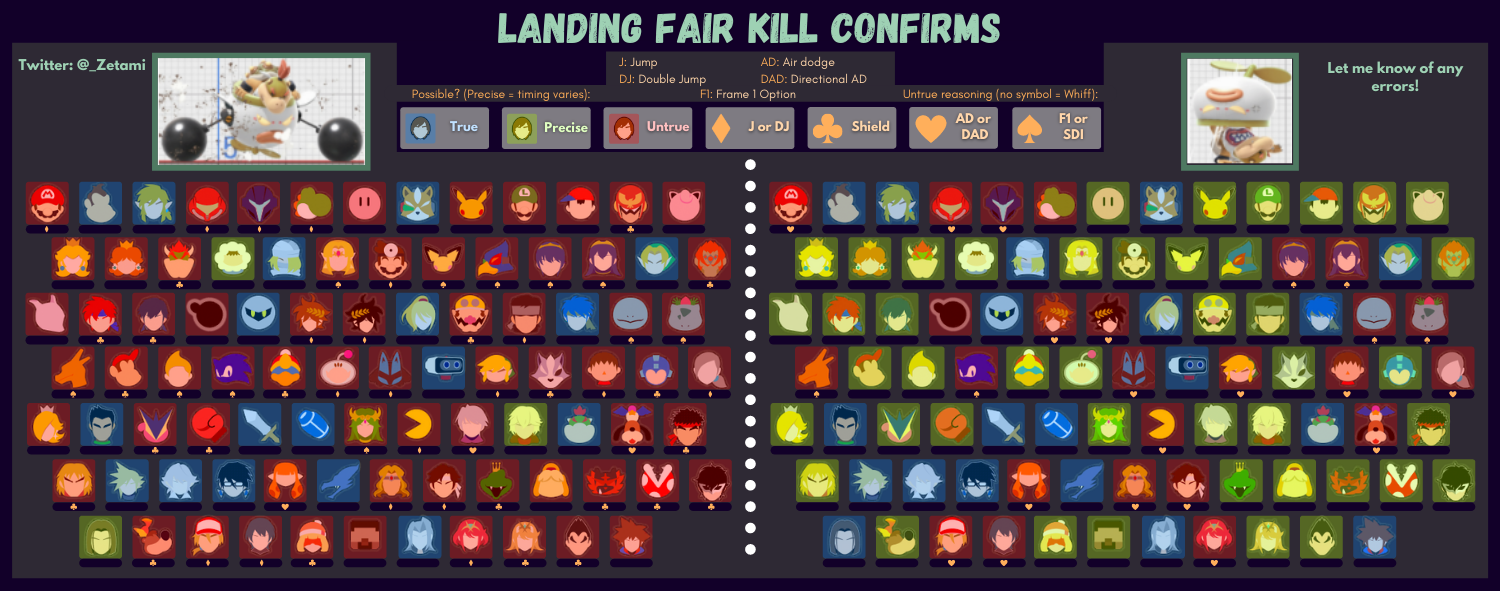 LANDING FAIR KILL CONFIRMS
Twitter: @_Zetami
J: Jump
AD: Air dodge
DJ: Double Jump
DAD: Directional AD
Possible? (Precise = timing varies):
F1: Frame 1 Option
Untrue reasoning (no symbol = Whiff):
Let me know of any
errors!
True
Precise
Untrue
J or DJ
Shield
AD or
DAD
F1 or
SDI